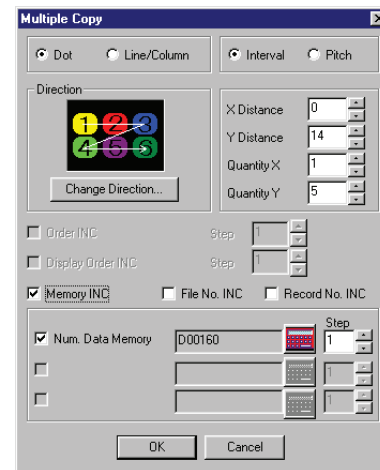 Multiple Copy
Dot Line/Column Interval Pitch
Direction
1 2 3
4 5 6
Change Direction...
X Distance 0
Y Distance 14
Quantity X 1
Quantity Y 5
Order INC Step 1
Display Order INC Step 1
Memory INC File No. INC Record No. INC
Step
Num. Data Memory D00160 1
1
1
OK Cancel